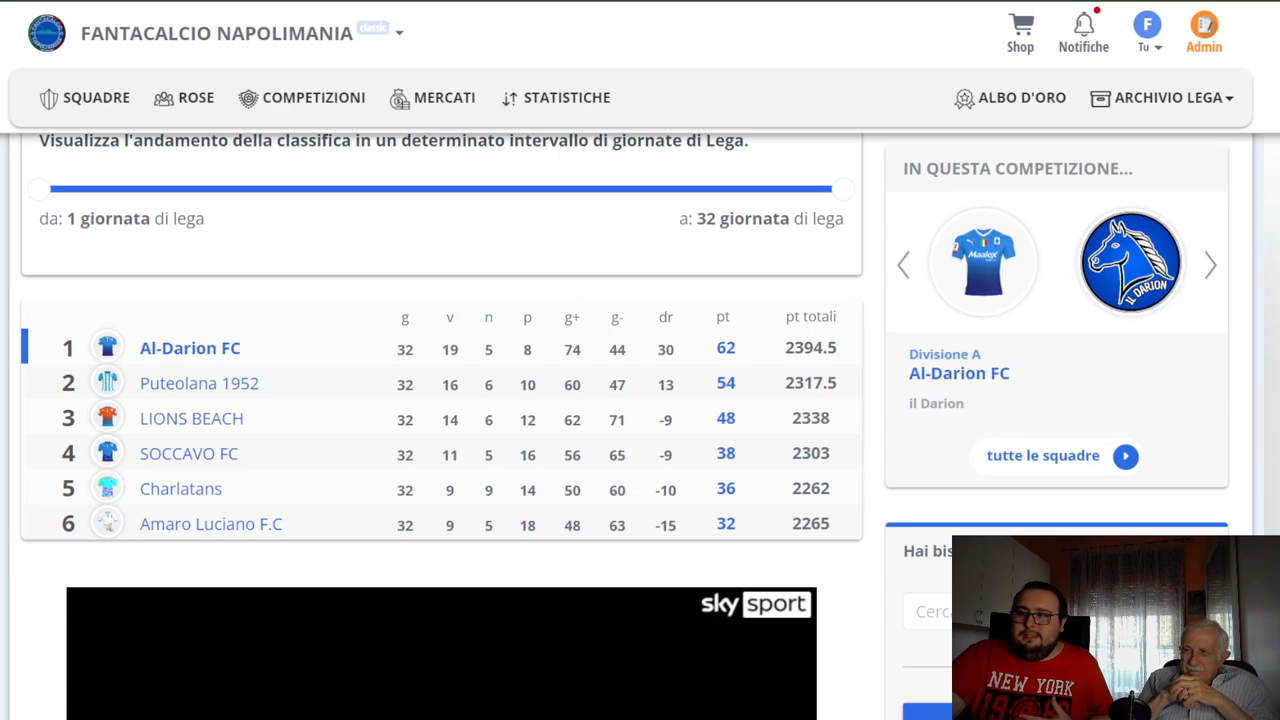 FANTACALCIO NAPOLIMANIA classic
Shop
Notifiche
F
Tu
Admin
SQUADRE ROSE COMPETIZIONI MERCATI STATISTICHE
ALBO D'ORO ARCHIVIO LEGA
Visualizza l'andamento della classifica in un determinato intervallo di giornate di Lega.
da: 1 giornata di lega
a: 32 giornata di lega
g v n p g+ g- dr pt pt totali
1 Al-Darion FC 32 19 5 8 74 44 30 62 2394.5
2 Puteolana 1952 32 16 6 10 60 47 13 54 2317.5
3 LIONS BEACH 32 14 6 12 62 71 -9 48 2338
4 SOCCAVO FC 32 11 5 16 56 65 -9 38 2303
5 Charlatans 32 9 9 14 50 60 -10 36 2262
6 Amaro Luciano F.C 32 9 5 18 48 63 -15 32 2265
sky sport
IN QUESTA COMPETIZIONE...
Maalox
IL DARION
Divisione A
Al-Darion FC
il Darion
tutte le squadre
Hai bis
Cerca
NEW YORK